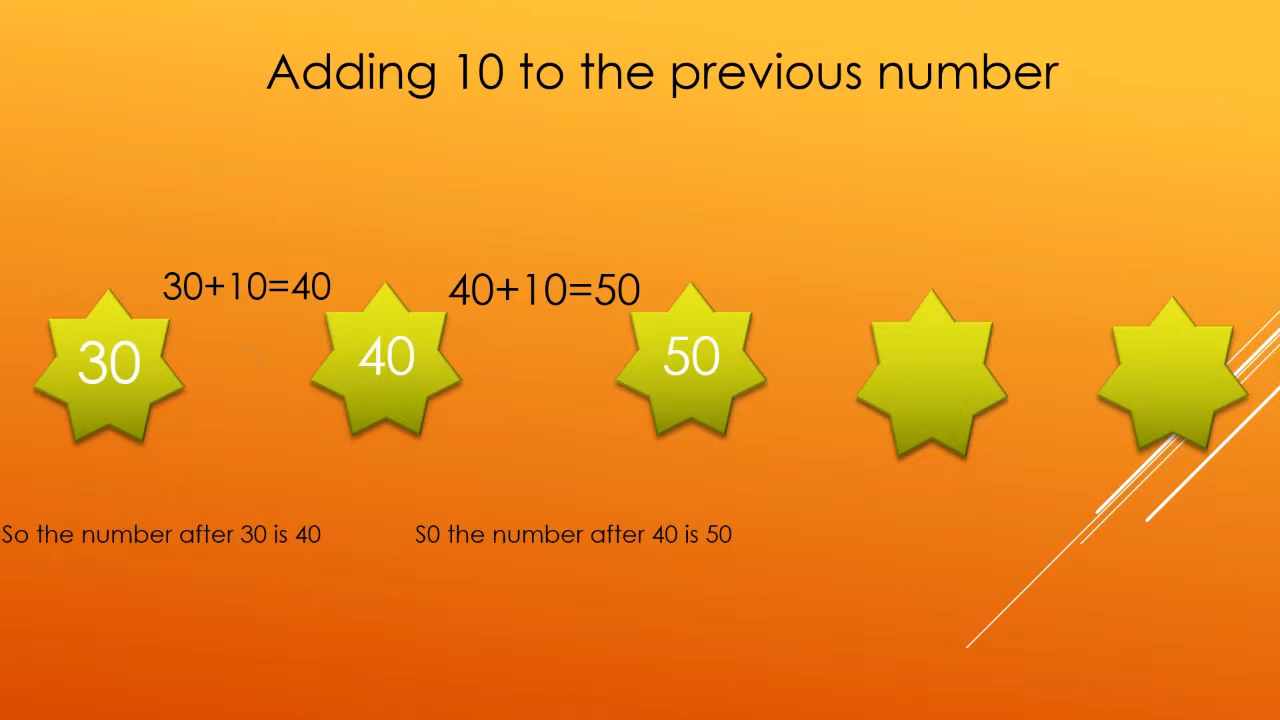 Adding 10 to the previous number
30+10=40
40+10=50
30
40
50
So the number after 30 is 40
S0 the number after 40 is 50